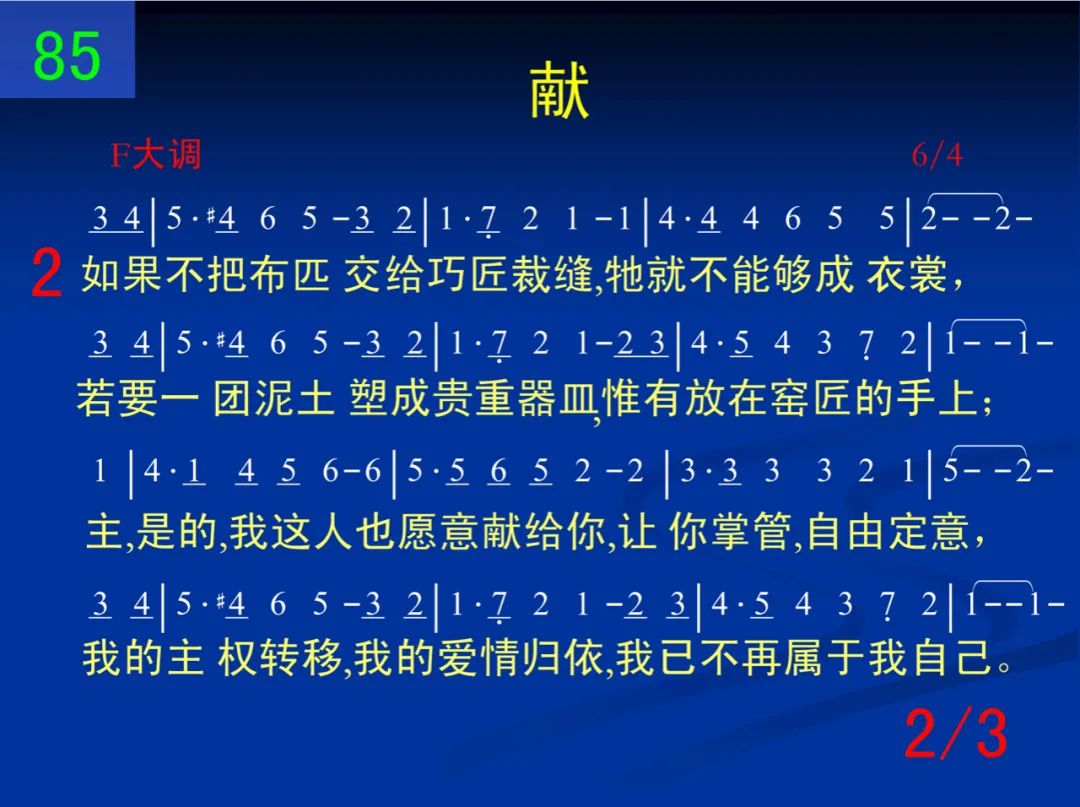 85
献
F大调 6/4
3 4|5·#4 6 5 -3 2|1·7̣ 2 1 -1|4·4 4 6 5 5|2- -2-
2 如果不把布匹 交给巧匠裁缝,牠就不能够成 衣裳，
3 4|5·#4 6 5 -3 2|1·7̣ 2 1-2 3|4·5 4 3 7̣ 2|1- -1-
若要一 团泥土 塑成贵重器皿,惟有放在窑匠的手上；
1 |4·1 4 5 6-6|5·5 6 5 2 -2|3·3 3 3 2 1|5- -2-
主,是的,我这人也愿意献给你,让 你掌管,自由定意，
3 4|5·#4 6 5 -3 2|1·7̣ 2 1 -2 3|4·5 4 3 7̣ 2|1--1-
我的主 权转移,我的爱情归依,我已不再属于我自己。
2/3